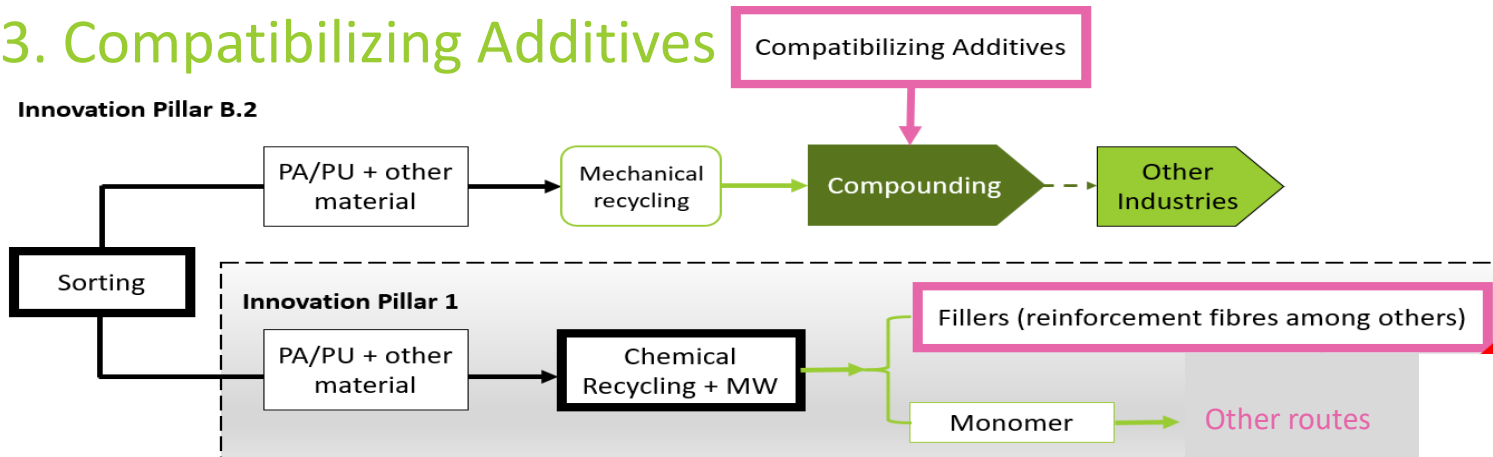 3. Compatibilizing Additives
Compatibilizing Additives
Innovation Pillar B.2
PA/PU + other
material
Mechanical
recycling
Compounding
Other
Industries
Sorting
Innovation Pillar 1
PA/PU + other
material
Chemical
Recycling + MW
Fillers (reinforcement fibres among others)
Monomer
Other routes